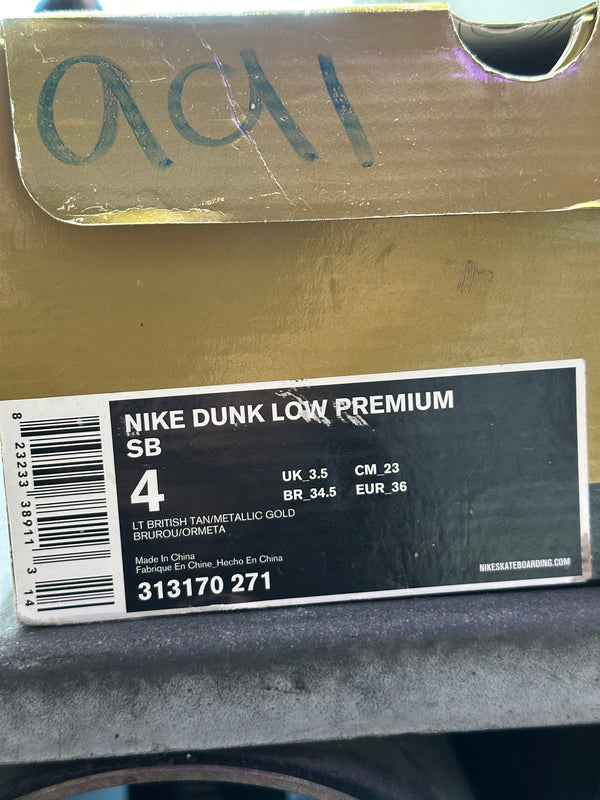 NIKE DUNK LOW PREMIUM
SB
4
UK_3.5 CM_23
BR_34.5 EUR_36
LT BRITISH TAN/METALLIC GOLD
BRUROU/ORMETA
Made in China
Fabrique En Chine_Hecho En China
313170 271
NIKESKATEBOARDING.COM
8 23233 38911 3 14